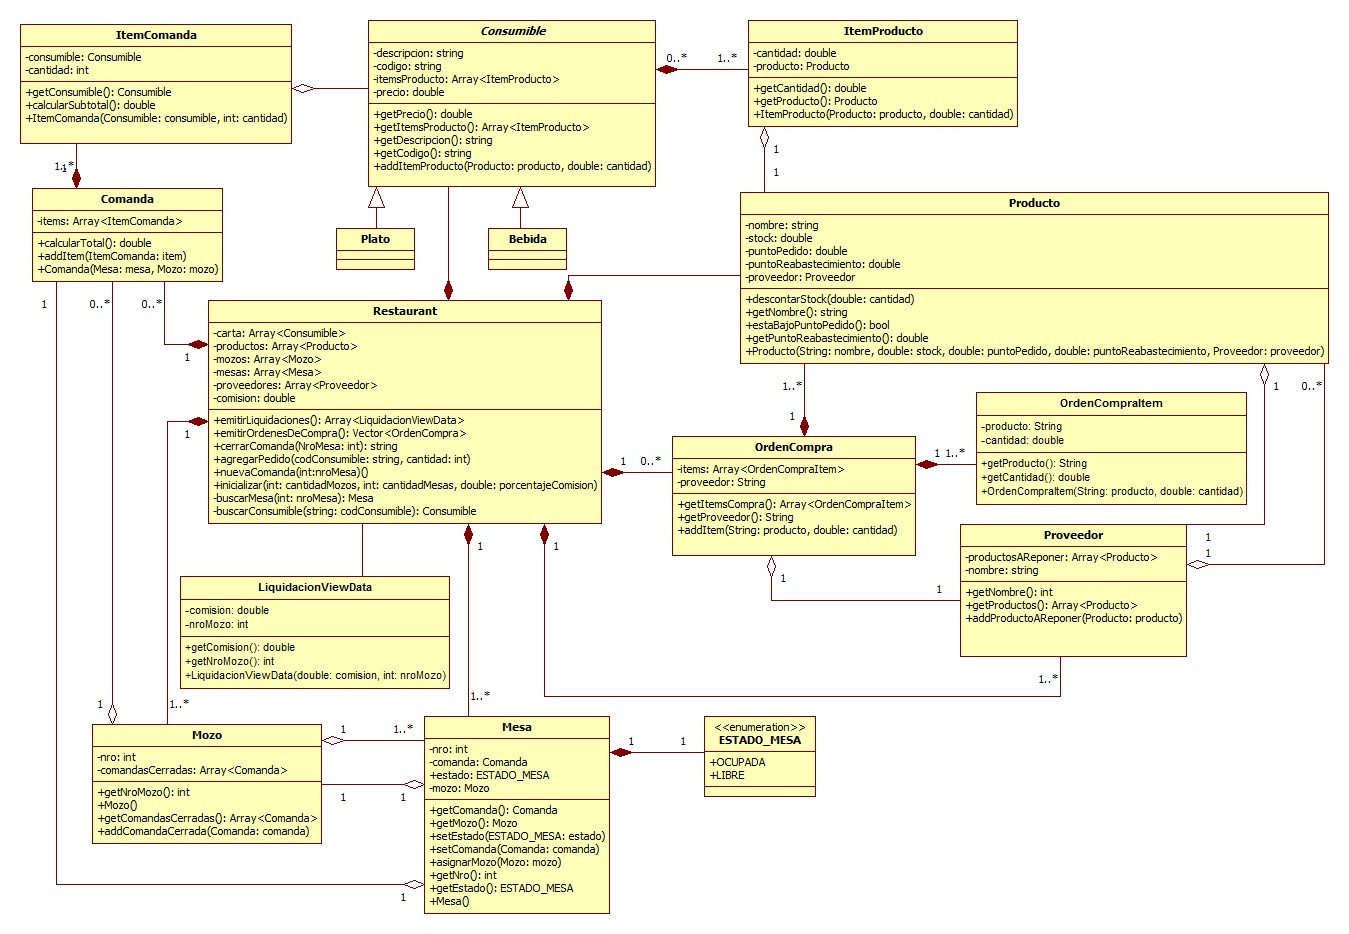 ItemComanda
-consumible: Consumible
-cantidad: int
+getConsumible(): Consumible
+calcularSubtotal(): double
+ItemComanda(Consumible: consumible, int: cantidad)
Consumible
-descripcion: string
-codigo: string
-itemsProducto: Array<ItemProducto>
-precio: double
+getPrecio(): double
+getItemsProducto(): Array<ItemProducto>
+getDescripcion(): string
+getCodigo(): string
+addItemProducto(Producto: producto, double: cantidad)
0..*
1..*
ItemProducto
-cantidad: double
-producto: Producto
+getCantidad(): double
+getProducto(): Producto
+ItemProducto(Producto: producto, double: cantidad)
1
1
1..*
1
Comanda
-items: Array<ItemComanda>
+calcularTotal(): double
+addItem(ItemComanda: item)
+Comanda(Mesa: mesa, Mozo: mozo)
Plato
Bebida
Producto
-nombre: string
-stock: double
-puntoPedido: double
-puntoReabastecimiento: double
-proveedor: Proveedor
+descontarStock(double: cantidad)
+getNombre(): string
+estaBajoPuntoPedido(): bool
+getPuntoReabastecimiento(): double
+Producto(String: nombre, double: stock, double: puntoPedido, double: puntoReabastecimiento, Proveedor: proveedor)
1
0..*
0..*
1
1
Restaurant
-carta: Array<Consumible>
-productos: Array<Producto>
-mozos: Array<Mozo>
-mesas: Array<Mesa>
-proveedores: Array<Proveedor>
-comision: double
+emitirLiquidaciones(): Array<LiquidacionViewData>
+emitirOrdenesDeCompra(): Vector<OrdenCompra>
+cerrarComanda(NroMesa: int): string
+agregarPedido(codConsumible: string, cantidad: int)
+nuevaComanda(int:nroMesa)()
+inicializar(int: cantidadMozos, int: cantidadMesas, double: porcentajeComision)
-buscarMesa(int: nroMesa): Mesa
-buscarConsumible(string: codConsumible): Consumible
1..*
1
1
0..*
OrdenCompra
-items: Array<OrdenCompraItem>
-proveedor: String
+getItemsCompra(): Array<OrdenCompraItem>
+getProveedor(): String
+addItem(String: producto, double: cantidad)
1
1..*
OrdenCompraItem
-producto: String
-cantidad: double
+getProducto(): String
+getCantidad(): double
+OrdenCompraItem(String: producto, double: cantidad)
1
0..*
1
1
1
1
Proveedor
-productosAReponer: Array<Producto>
-nombre: string
+getNombre(): int
+getProductos(): Array<Producto>
+addProductoAReponer(Producto: producto)
1
1
1..*
LiquidacionViewData
-comision: double
-nroMozo: int
+getComision(): double
+getNroMozo(): int
+LiquidacionViewData(double: comision, int: nroMozo)
1..*
1
1..*
Mozo
-nro: int
-comandasCerradas: Array<Comanda>
+getNroMozo(): int
+Mozo()
+getComandasCerradas(): Array<Comanda>
+addComandaCerrada(Comanda: comanda)
1
1..*
1
1
1
Mesa
-nro: int
-comanda: Comanda
+estado: ESTADO_MESA
-mozo: Mozo
+getComanda(): Comanda
+getMozo(): Mozo
+setEstado(ESTADO_MESA: estado)
+setComanda(Comanda: comanda)
+asignarMozo(Mozo: mozo)
+getNro(): int
+getEstado(): ESTADO_MESA
+Mesa()
1
1
<<enumeration>>
ESTADO_MESA
+OCUPADA
+LIBRE